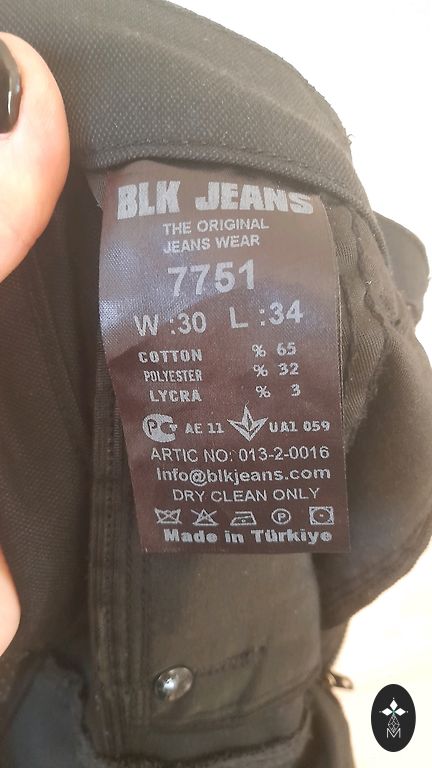 BLK JEANS
THE ORIGINAL
JEANS WEAR
7751
W :30 L :34
COTTON % 65
POLYESTER % 32
LYCRA % 3
PC AE 11 UA1 059
ARTIC NO: 013-2-0016
info@blkjeans.com
DRY CLEAN ONLY
P
Made in Türkiye
M